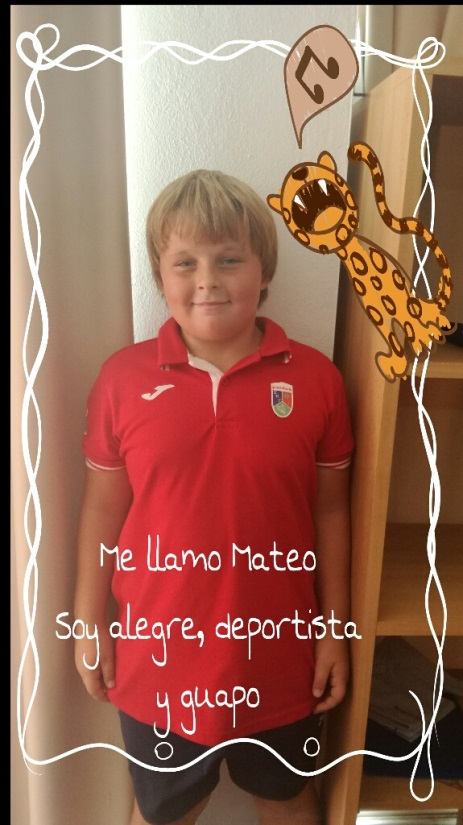 Me llamo Mateo
Soy alegre, deportista
y guapo